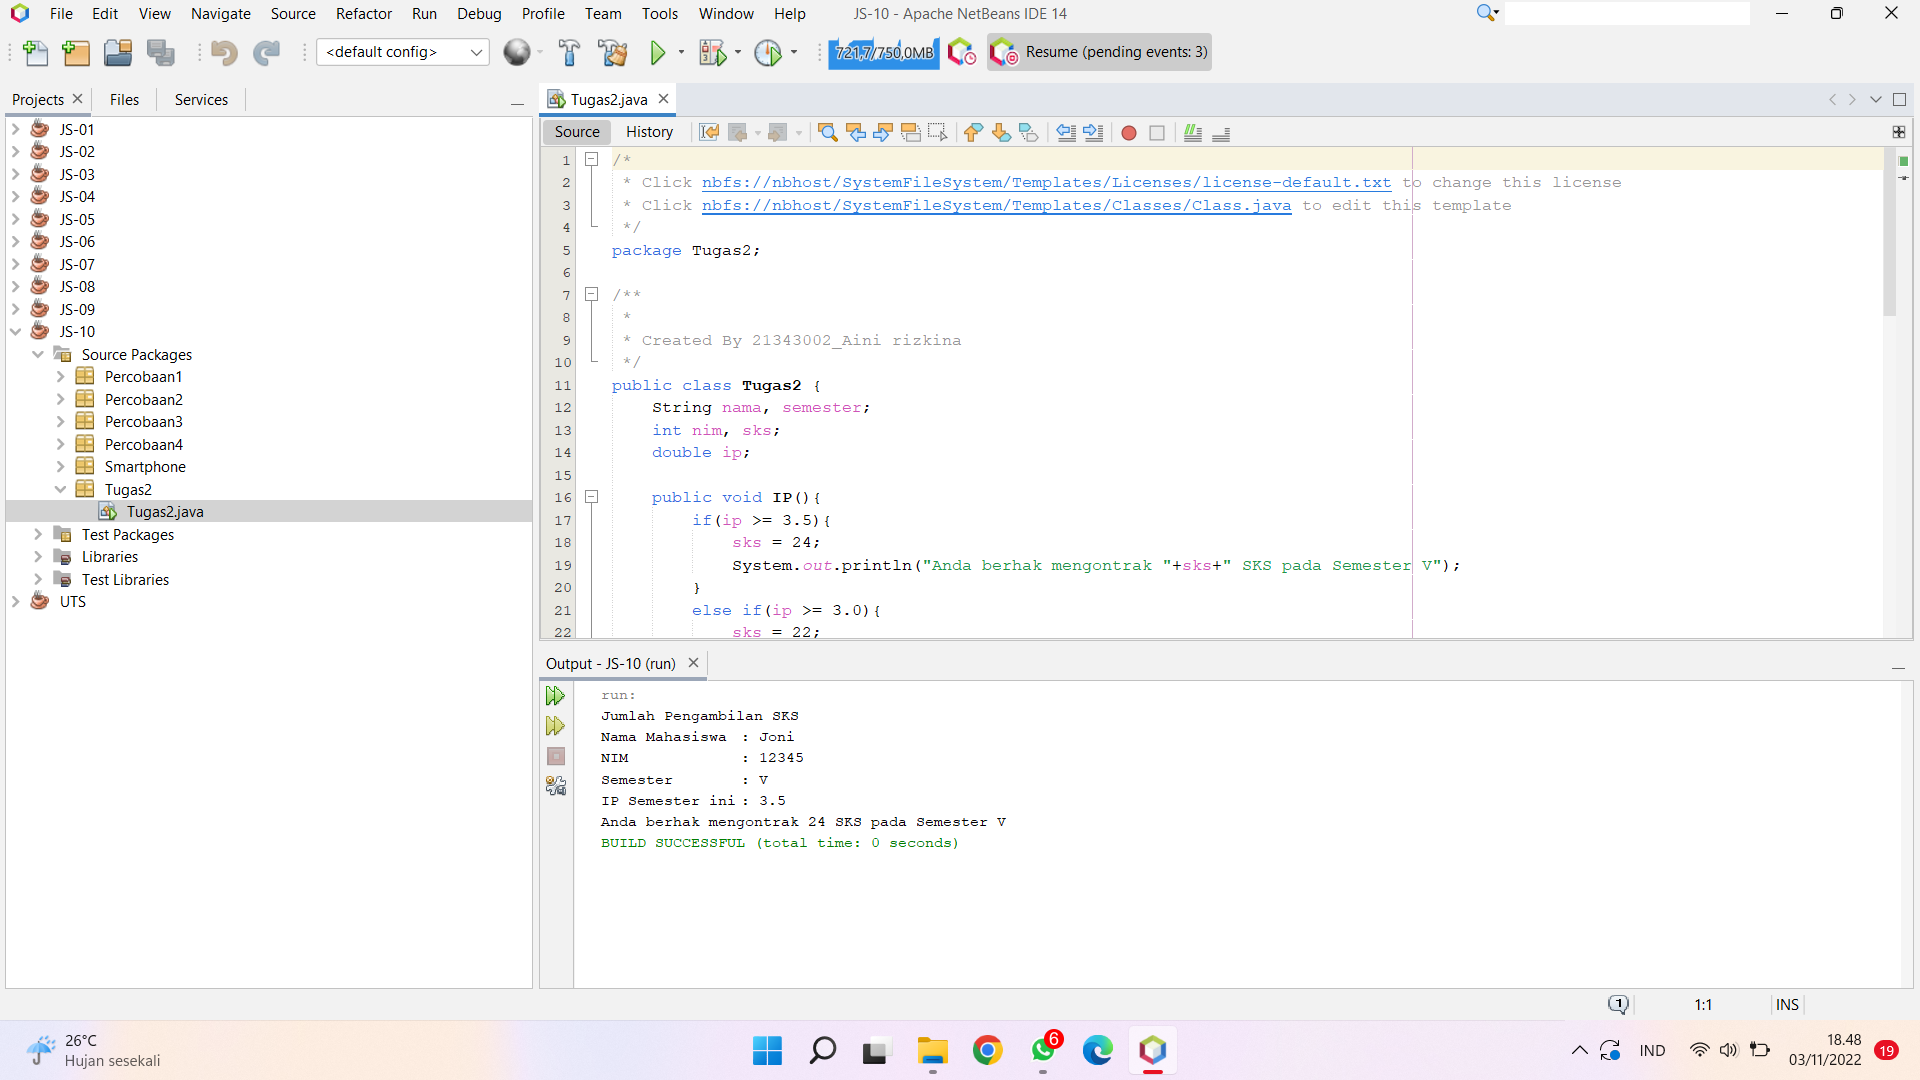 File Edit View Navigate Source Refactor Run Debug Profile Team Tools Window Help JS-10 - Apache NetBeans IDE 14
<default config> 721,7/750,0MB Resume (pending events: 3)
Projects Files Services
JS-01
JS-02
JS-03
JS-04
JS-05
JS-06
JS-07
JS-08
JS-09
JS-10
Source Packages
Percobaan1
Percobaan2
Percobaan3
Percobaan4
Smartphone
Tugas2
Tugas2.java
Test Packages
Libraries
Test Libraries
UTS
Tugas2.java
Source History
1 /*
2 * Click nbfs://nbhost/SystemFileSystem/Templates/Licenses/license-default.txt to change this license
3 * Click nbfs://nbhost/SystemFileSystem/Templates/Classes/Class.java to edit this template
4 */
5 package Tugas2;
6
7 /**
8 *
9 * Created By 21343002_Aini rizkina
10 */
11 public class Tugas2 {
12 String nama, semester;
13 int nim, sks;
14 double ip;
15
16 public void IP(){
17 if(ip >= 3.5){
18 sks = 24;
19 System.out.println("Anda berhak mengontrak "+sks+" SKS pada Semester V");
20 }
21 else if(ip >= 3.0){
22 sks = 22;
Output - JS-10 (run)
run:
Jumlah Pengambilan SKS
Nama Mahasiswa : Joni
NIM : 12345
Semester : V
IP Semester ini : 3.5
Anda berhak mengontrak 24 SKS pada Semester V
BUILD SUCCESSFUL (total time: 0 seconds)
1 1:1 INS
26°C
Hujan sesekali
6
IND
18.48
03/11/2022
19